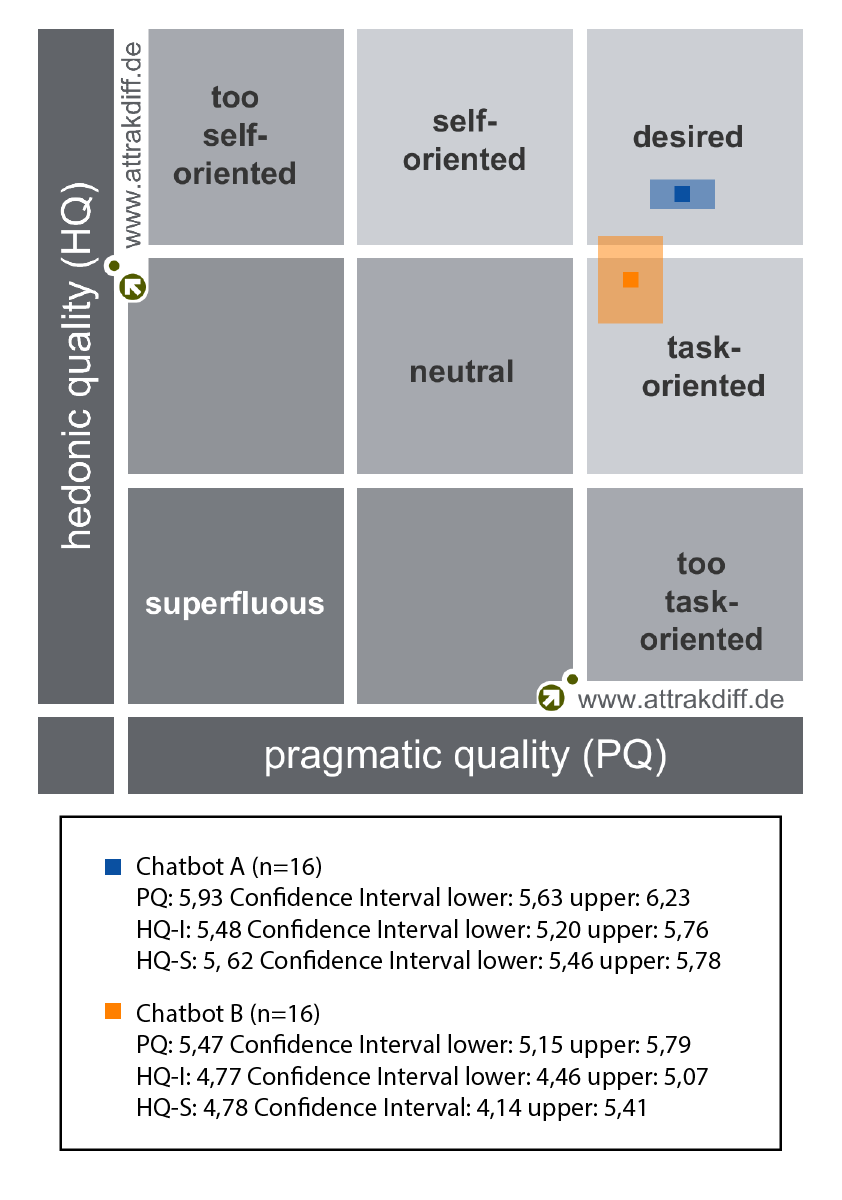 hedonic quality (HQ)
www.attrakdiff.de
too
self-
oriented
self-
oriented
desired
neutral
task-
oriented
superfluous
too
task-
oriented
www.attrakdiff.de
pragmatic quality (PQ)
Chatbot A (n=16)
PQ: 5,93 Confidence Interval lower: 5,63 upper: 6,23
HQ-I: 5,48 Confidence Interval lower: 5,20 upper: 5,76
HQ-S: 5, 62 Confidence Interval lower: 5,46 upper: 5,78
Chatbot B (n=16)
PQ: 5,47 Confidence Interval lower: 5,15 upper: 5,79
HQ-I: 4,77 Confidence Interval lower: 4,46 upper: 5,07
HQ-S: 4,78 Confidence Interval: 4,14 upper: 5,41